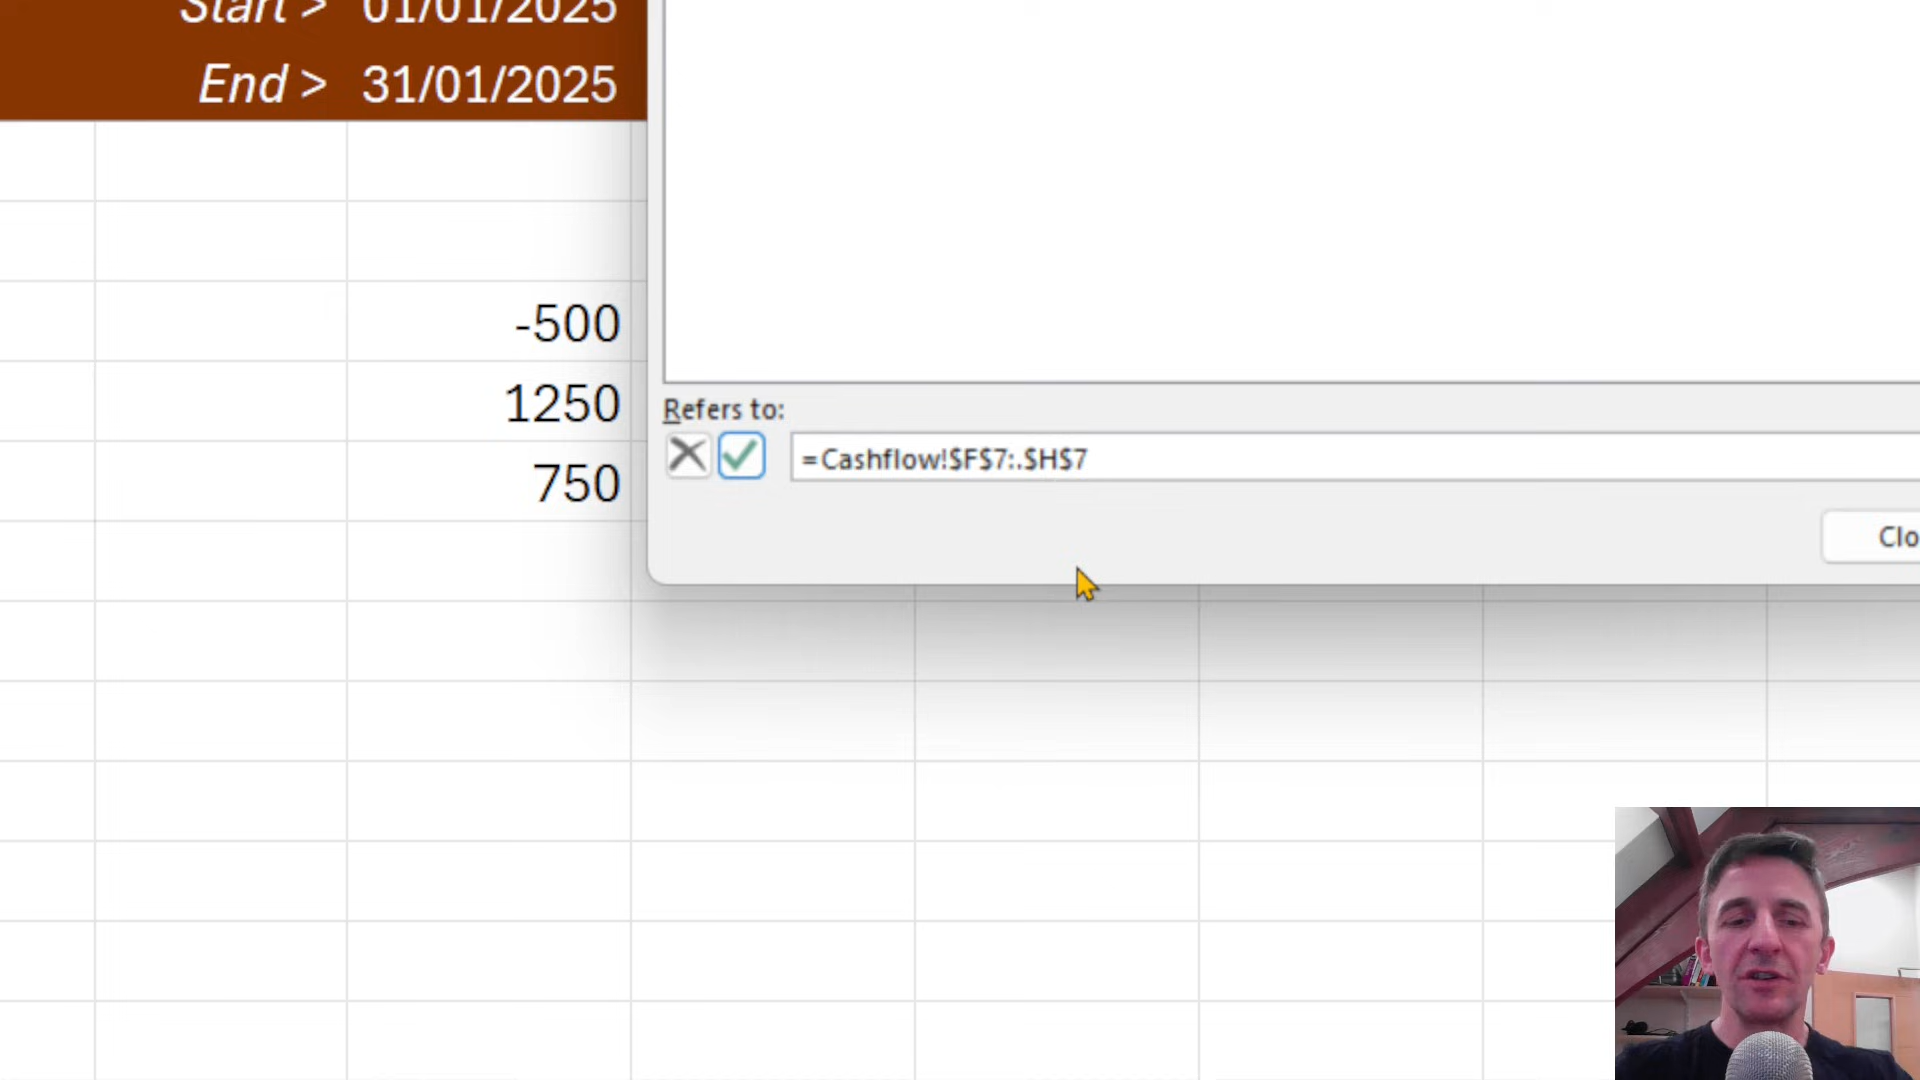 Start > 01/01/2025
End > 31/01/2025
-500
1250
750
Refers to:
=Cashflow!$F$7:.$H$7
Clo